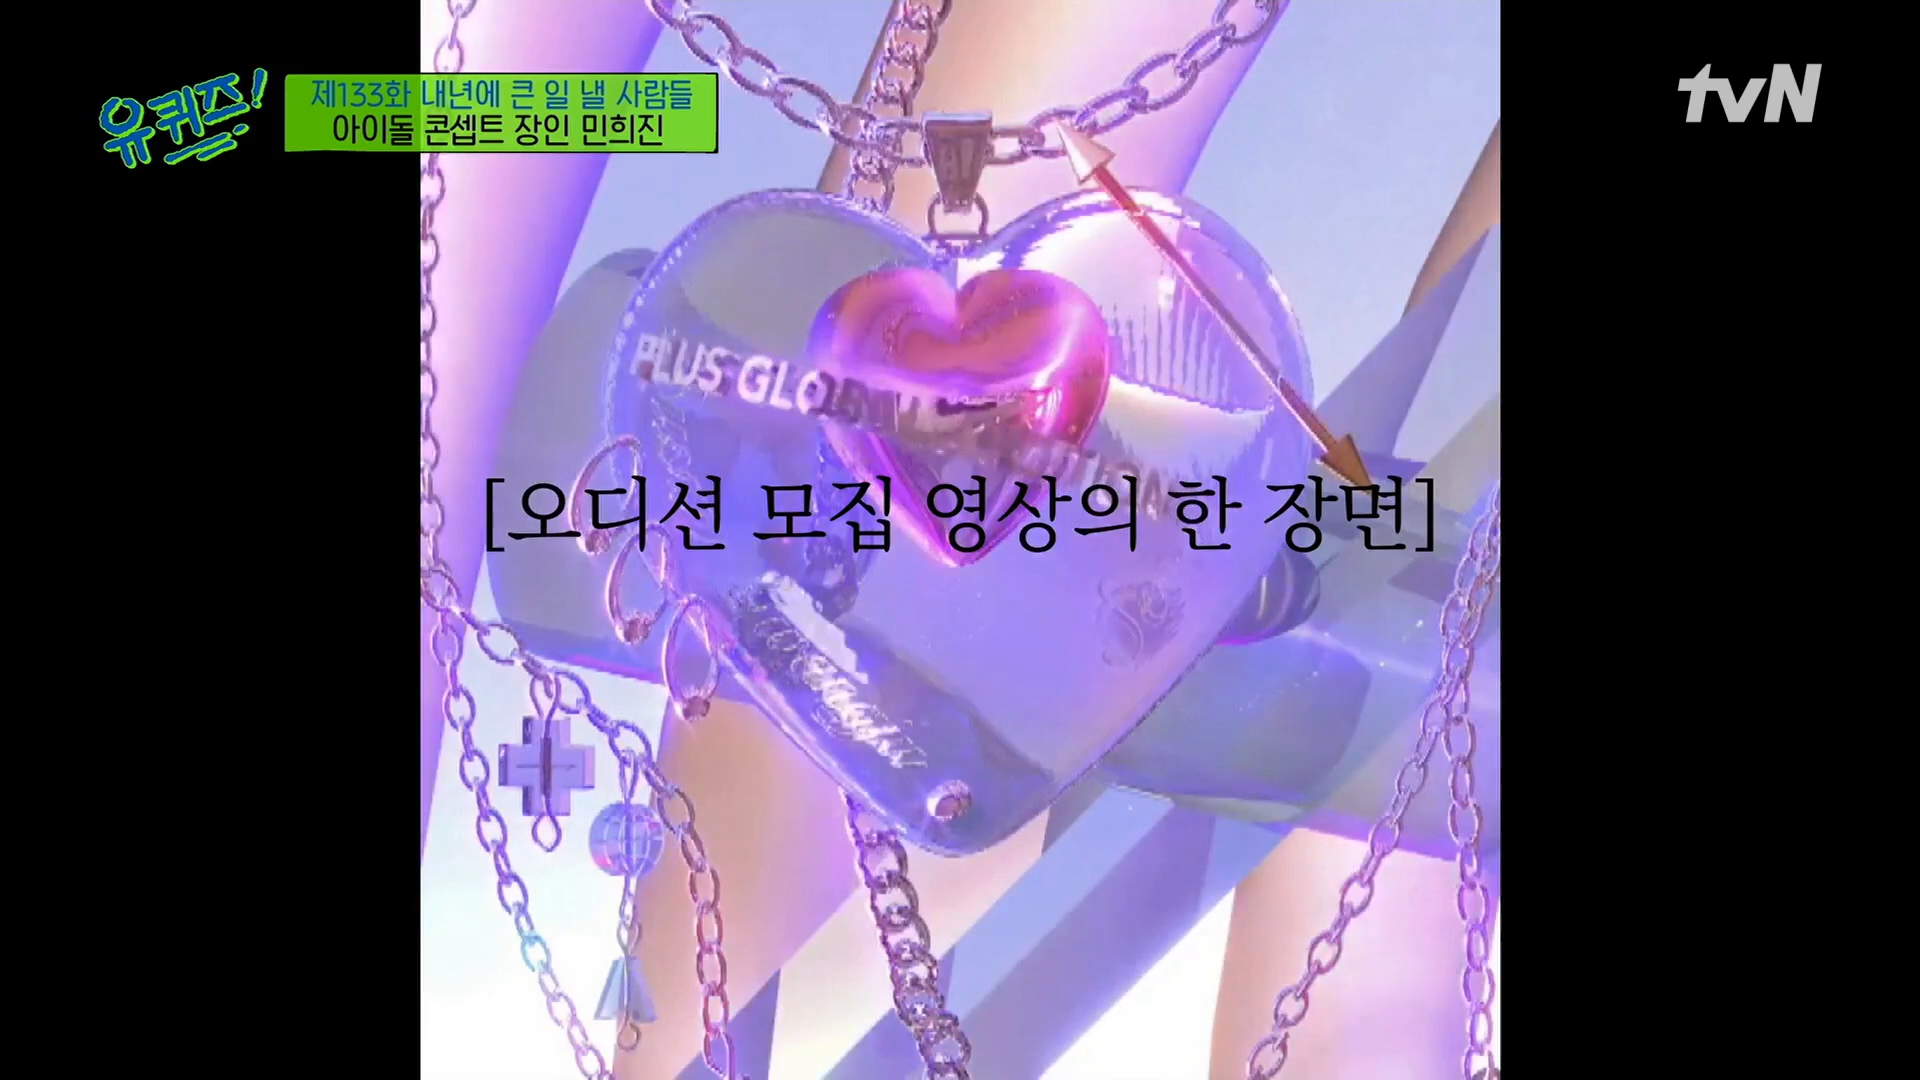 유퀴즈!
제133화 내년에 큰 일 낼 사람들
아이돌 콘셉트 장인 민희진
tvN
PLUS GLOBAL
[오디션 모집 영상의 한 장면]